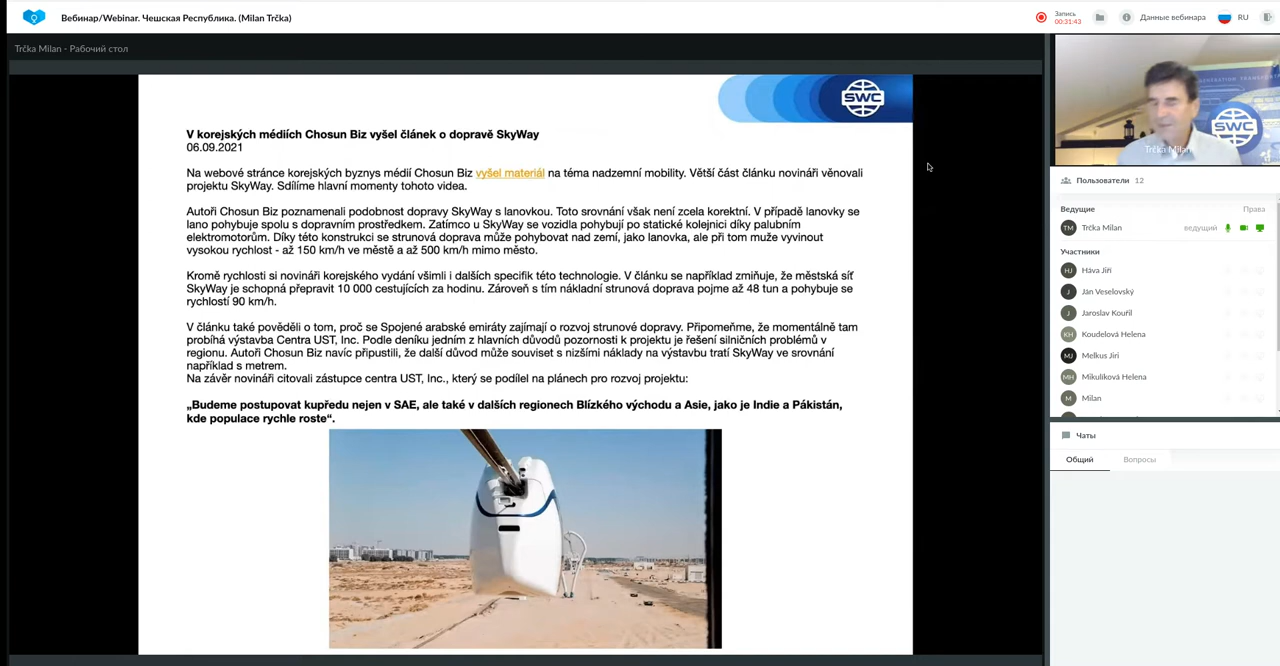 Вебинар/Webinar. Чешская Республика. (Milan Trčka)
Запись
00:31:43
Данные вебинара
RU
Trčka Milan - Рабочий стол
SWC
V korejských médiích Chosun Biz vyšel článek o dopravě SkyWay
06.09.2021
Na webové stránce korejských byznys médií Chosun Biz vyšel materiál na téma nadzemní mobility. Větší část článku novináři věnovali
projektu SkyWay. Sdílíme hlavní momenty tohoto videa.
Autoři Chosun Biz poznamenali podobnost dopravy SkyWay s lanovkou. Toto srovnání však není zcela korektní. V případě lanovky se
lano pohybuje spolu s dopravním prostředkem. Zatímco u SkyWay se vozidla pohybují po statické kolejnici díky palubním
elektromotorům. Díky této konstrukci se strunová doprava může pohybovat nad zemí, jako lanovka, ale při tom muže vyvinout
vysokou rychlost - až 150 km/h ve městě a až 500 km/h mimo město.
Kromě rychlosti si novináři korejského vydání všimli i dalších specifik této technologie. V článku se například zmiňuje, že městská síť
SkyWay je schopná přepravit 10 000 cestujících za hodinu. Zároveň s tím nákladní strunová doprava pojme až 48 tun a pohybuje se
rychlostí 90 km/h.
V článku také pověděli o tom, proč se Spojené arabské emiráty zajímají o rozvoj strunové dopravy. Připomeňme, že momentálně tam
probíhá výstavba Centra UST, Inc. Podle deníku jedním z hlavních důvodů pozornosti k projektu je řešení silničních problémů v
regionu. Autoři Chosun Biz navíc připustili, že další důvod může souviset s nizšími náklady na výstavbu tratí SkyWay ve srovnání
například s metrem.
Na závěr novináři citovali zástupce centra UST, Inc., který se podílel na plánech pro rozvoj projektu:
„Budeme postupovat kupředu nejen v SAE, ale také v dalších regionech Blízkého východu a Asie, jako je Indie a Pákistán,
kde populace rychle roste“.
SWC
Trčka Milan
Пользователи 12
Ведущие Права
TM Trčka Milan ведущий
Участники
HJ Háva Jiří
J Ján Veselovský
J Jaroslav Kouřil
KH Koudelová Helena
MJ Melkus Jiri
MH Mikulíková Helena
M Milan
Чаты
Общий Вопросы